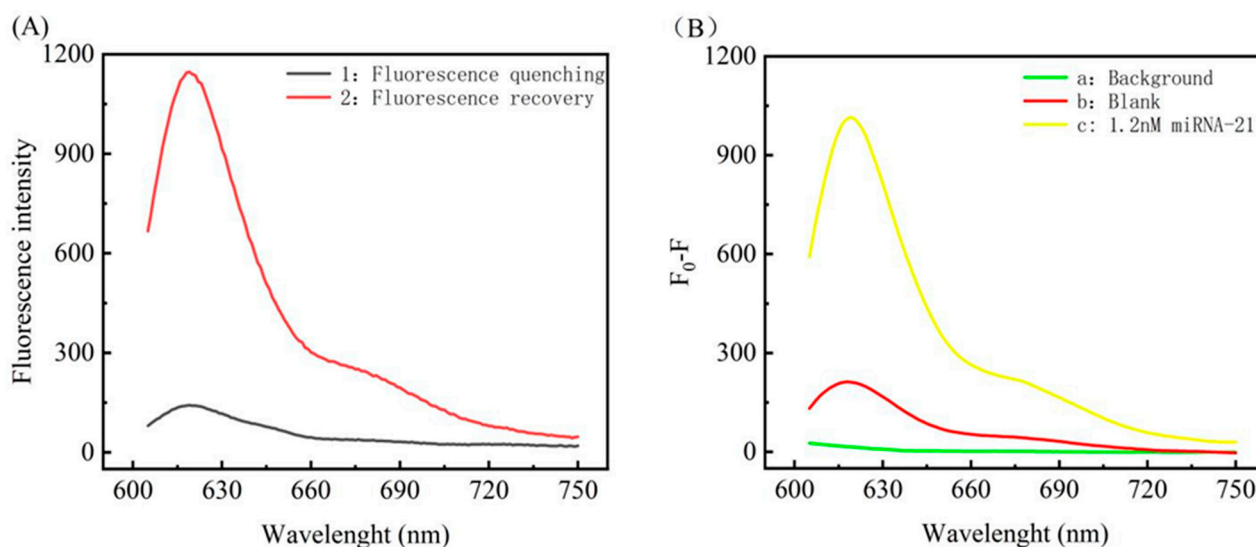 (A)
1200
900
600
300
0
Fluorescence intensity
1: Fluorescence quenching
2: Fluorescence recovery
600 630 660 690 720 750
Wavelenght (nm)
(B)
1200
900
600
300
0
F₀-F
a: Background
b: Blank
c: 1.2nM miRNA-21
600 630 660 690 720 750
Wavelenght (nm)